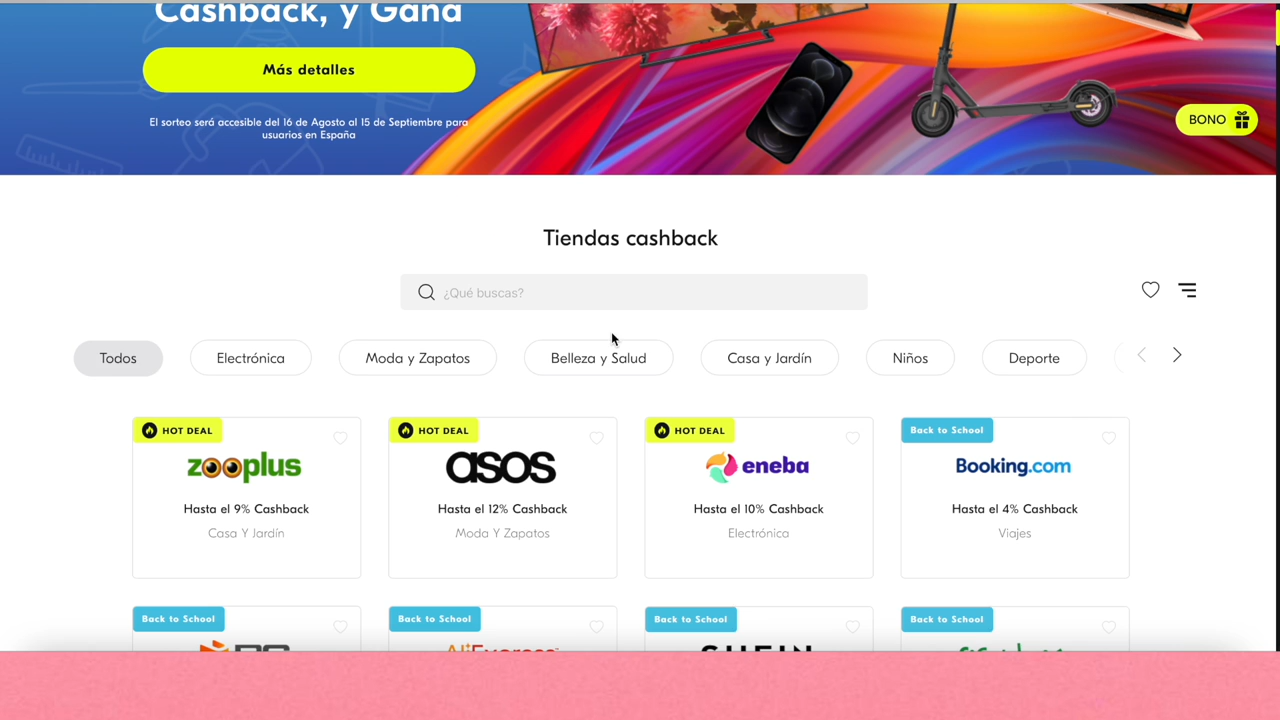 Cashback, y Gana
Más detalles
El sorteo será accesible del 16 de Agosto al 15 de Septiembre para
usuarios en España
BONO
Tiendas cashback
¿Qué buscas?
Todos
Electrónica
Moda y Zapatos
Belleza y Salud
Casa y Jardín
Niños
Deporte
HOT DEAL
zooplus
Hasta el 9% Cashback
Casa Y Jardín
HOT DEAL
asos
Hasta el 12% Cashback
Moda Y Zapatos
HOT DEAL
eneba
Hasta el 10% Cashback
Electrónica
Back to School
Booking.com
Hasta el 4% Cashback
Viajes
Back to School
Back to School
AliExpress
Back to School
SHEIN
Back to School